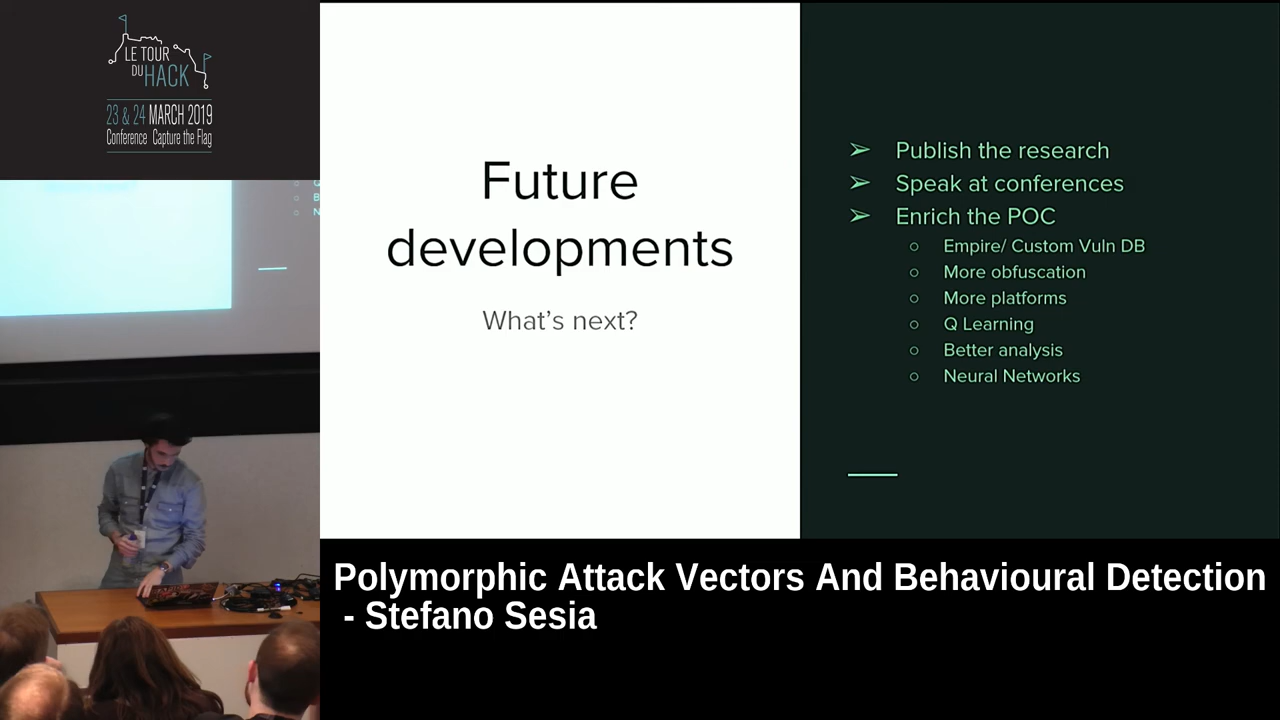 LE TOUR
DU HACK
23 & 24 MARCH 2019
Conference Capture the Flag
Future
developments
What's next?
➢ Publish the research
➢ Speak at conferences
➢ Enrich the POC
○ Empire/ Custom Vuln DB
○ More obfuscation
○ More platforms
○ Q Learning
○ Better analysis
○ Neural Networks
Q
B
N
Polymorphic Attack Vectors And Behavioural Detection
- Stefano Sesia